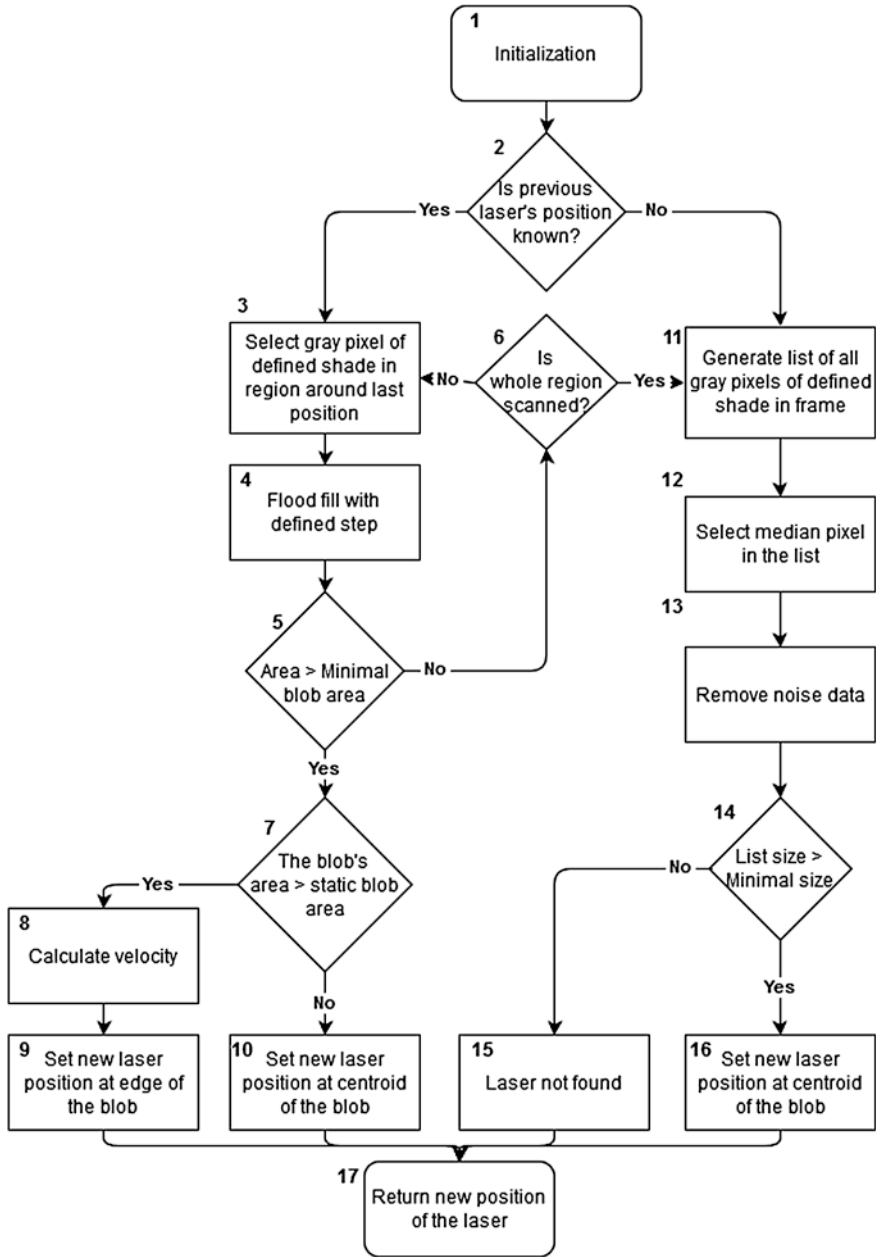 1
Initialization
2
Is previous
laser's position
known?
Yes
No
3
Select gray pixel of
defined shade in
region around last
position
6
Is
whole region
scanned?
No
Yes
11
Generate list of all
gray pixels of defined
shade in frame
4
Flood fill with
defined step
12
Select median pixel
in the list
5
Area > Minimal
blob area
No
Yes
13
Remove noise data
7
The blob's
area > static blob
area
Yes
No
14
List size >
Minimal size
No
Yes
8
Calculate velocity
9
Set new laser
position at edge of
the blob
10
Set new laser
position at centroid
of the blob
15
Laser not found
16
Set new laser
position at centroid
of the blob
17
Return new position
of the laser